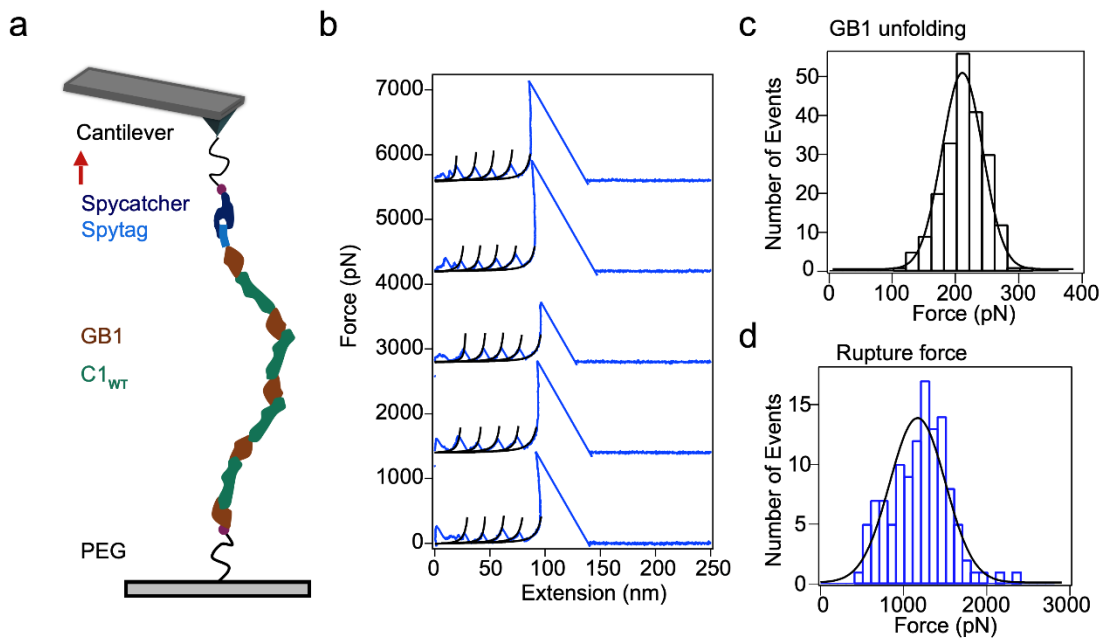 a
Cantilever
Spycatcher
Spytag
GB1
C1WT
PEG
b
Force (pN)
7000
6000
5000
4000
3000
2000
1000
0
0 50 100 150 200 250
Extension (nm)
c
GB1 unfolding
Number of Events
50
40
30
20
10
0
0 100 200 300 400
Force (pN)
d
Rupture force
Number of Events
15
10
5
0
0 1000 2000 3000
Force (pN)